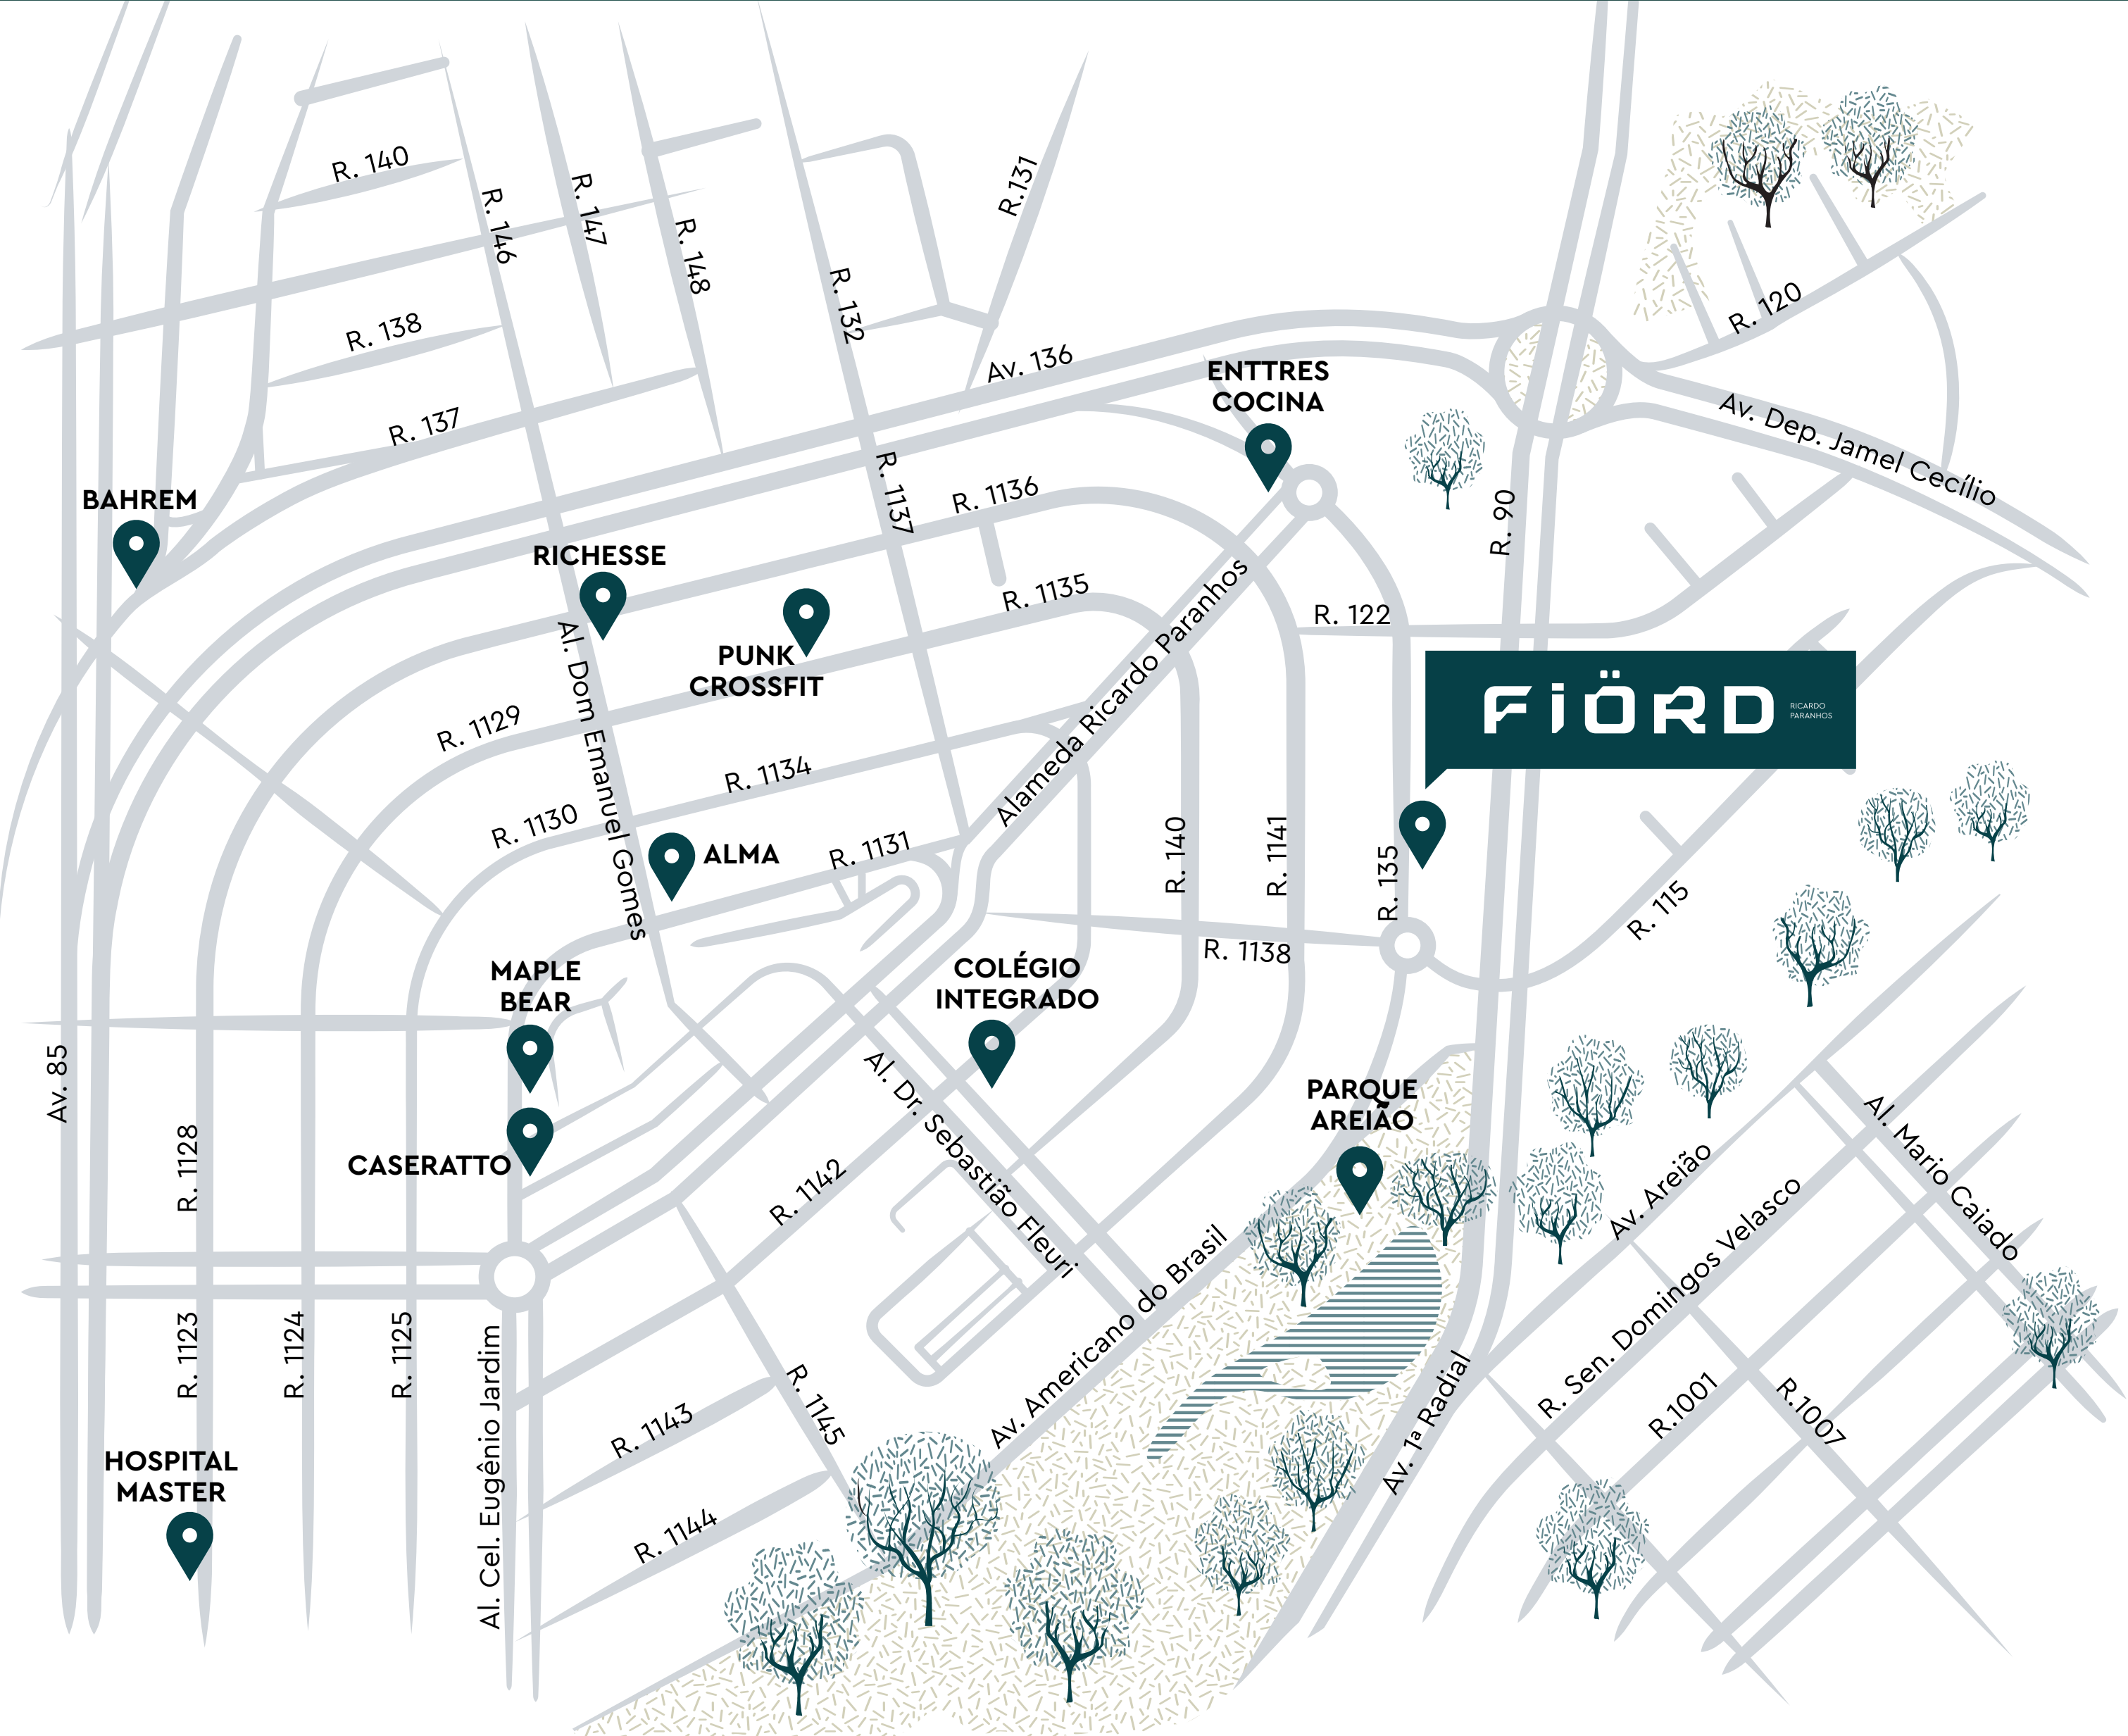 R. 140
R. 146
R. 147
R. 148
R.131
R. 132
R. 138
R. 120
Av. 136
R. 137
ENTTRES
COCINA
Av. Dep. Jamel Cecílio
BAHREM
R. 1137
R. 1136
R. 90
RICHESSE
R. 1135
R. 122
PUNK
CROSSFIT
Al. Dom Emanuel Gomes
Alameda Ricardo Paranhos
FiÖRD
RICARDO
PARANHOS
R. 1129
R. 1134
R. 1130
ALMA
R. 1131
R. 140
R. 1141
R. 135
R. 115
R. 1138
MAPLE
BEAR
COLÉGIO
INTEGRADO
Av. 85
Al. Dr. Sebastião Fleuri
PARQUE
AREIÃO
R. 1128
CASERATTO
R. 1142
Av. Areião
Al. Mario Caiado
R. Sen. Domingos Velasco
Av. Americano do Brasil
R. 1123
R. 1124
R. 1125
Al. Cel. Eugênio Jardim
R. 1143
R. 1145
Av. 1ª Radial
R.1001
R.1007
HOSPITAL
MASTER
R. 1144